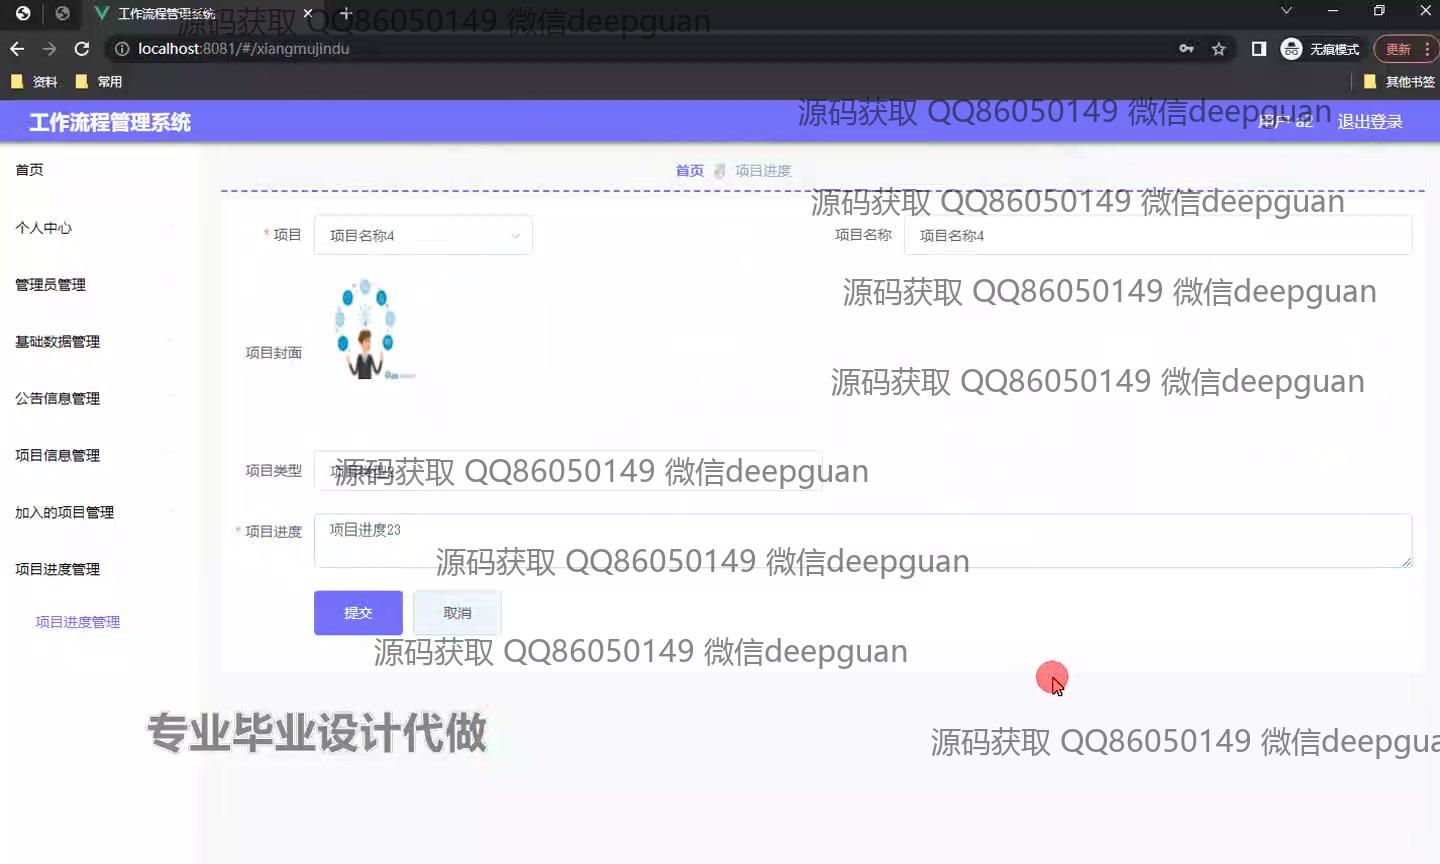 工作流程管理系统
源码获取 QQ86050149 微信deepguan
localhost:8081/#/xiangmujindu
无痕模式
更新
资料
常用
其他书签
工作流程管理系统
源码获取 QQ86050149 微信deepguan
用户 a2
退出登录
首页
首页
项目进度
个人中心
源码获取 QQ86050149 微信deepguan
* 项目
项目名称4
项目名称
项目名称4
管理员管理
源码获取 QQ86050149 微信deepguan
基础数据管理
项目封面
公告信息管理
源码获取 QQ86050149 微信deepguan
项目信息管理
项目类型
源码获取 QQ86050149 微信deepguan
加入的项目管理
* 项目进度
项目进度23
项目进度管理
源码获取 QQ86050149 微信deepguan
项目进度管理
提交
取消
源码获取 QQ86050149 微信deepguan
专业毕业设计代做
源码获取 QQ86050149 微信deepgua